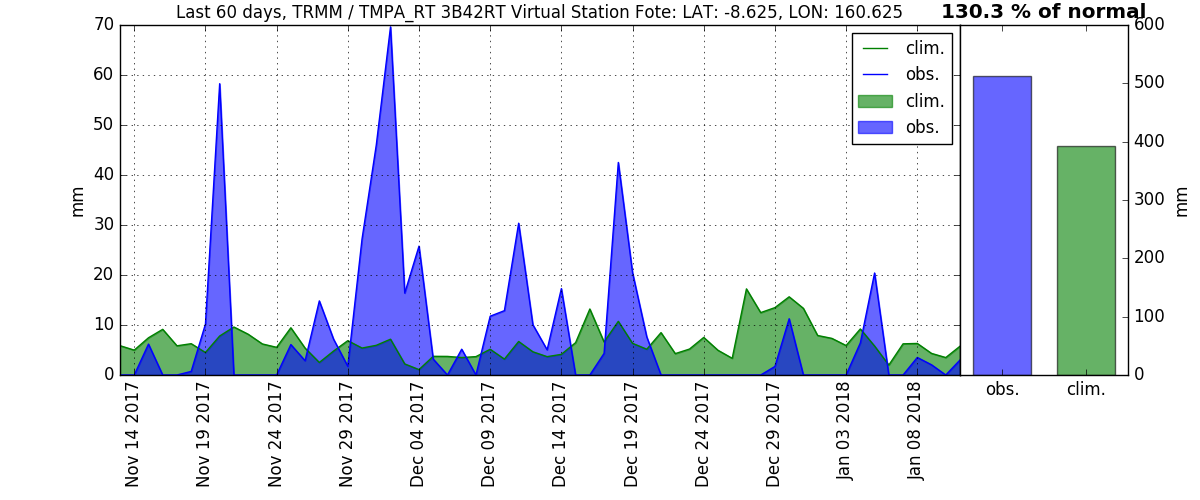 Last 60 days, TRMM / TMPA_RT 3B42RT Virtual Station Fote: LAT: -8.625, LON: 160.625
130.3 % of normal
70
60
50
40
30
20
10
0
mm
clim.
obs.
clim.
obs.
600
500
400
300
200
100
0
mm
Nov 14 2017
Nov 19 2017
Nov 24 2017
Nov 29 2017
Dec 04 2017
Dec 09 2017
Dec 14 2017
Dec 19 2017
Dec 24 2017
Dec 29 2017
Jan 03 2018
Jan 08 2018
obs.
clim.